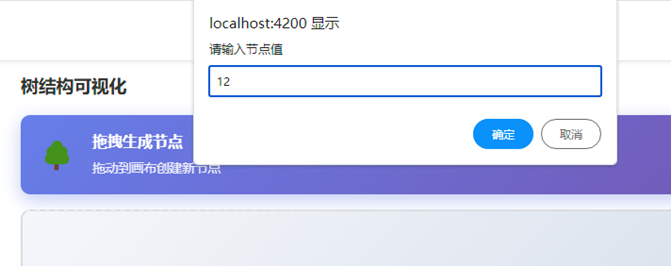 localhost:4200 显示
请输入节点值
12
确定 取消
树结构可视化
拖拽生成节点
拖动到画布创建新节点